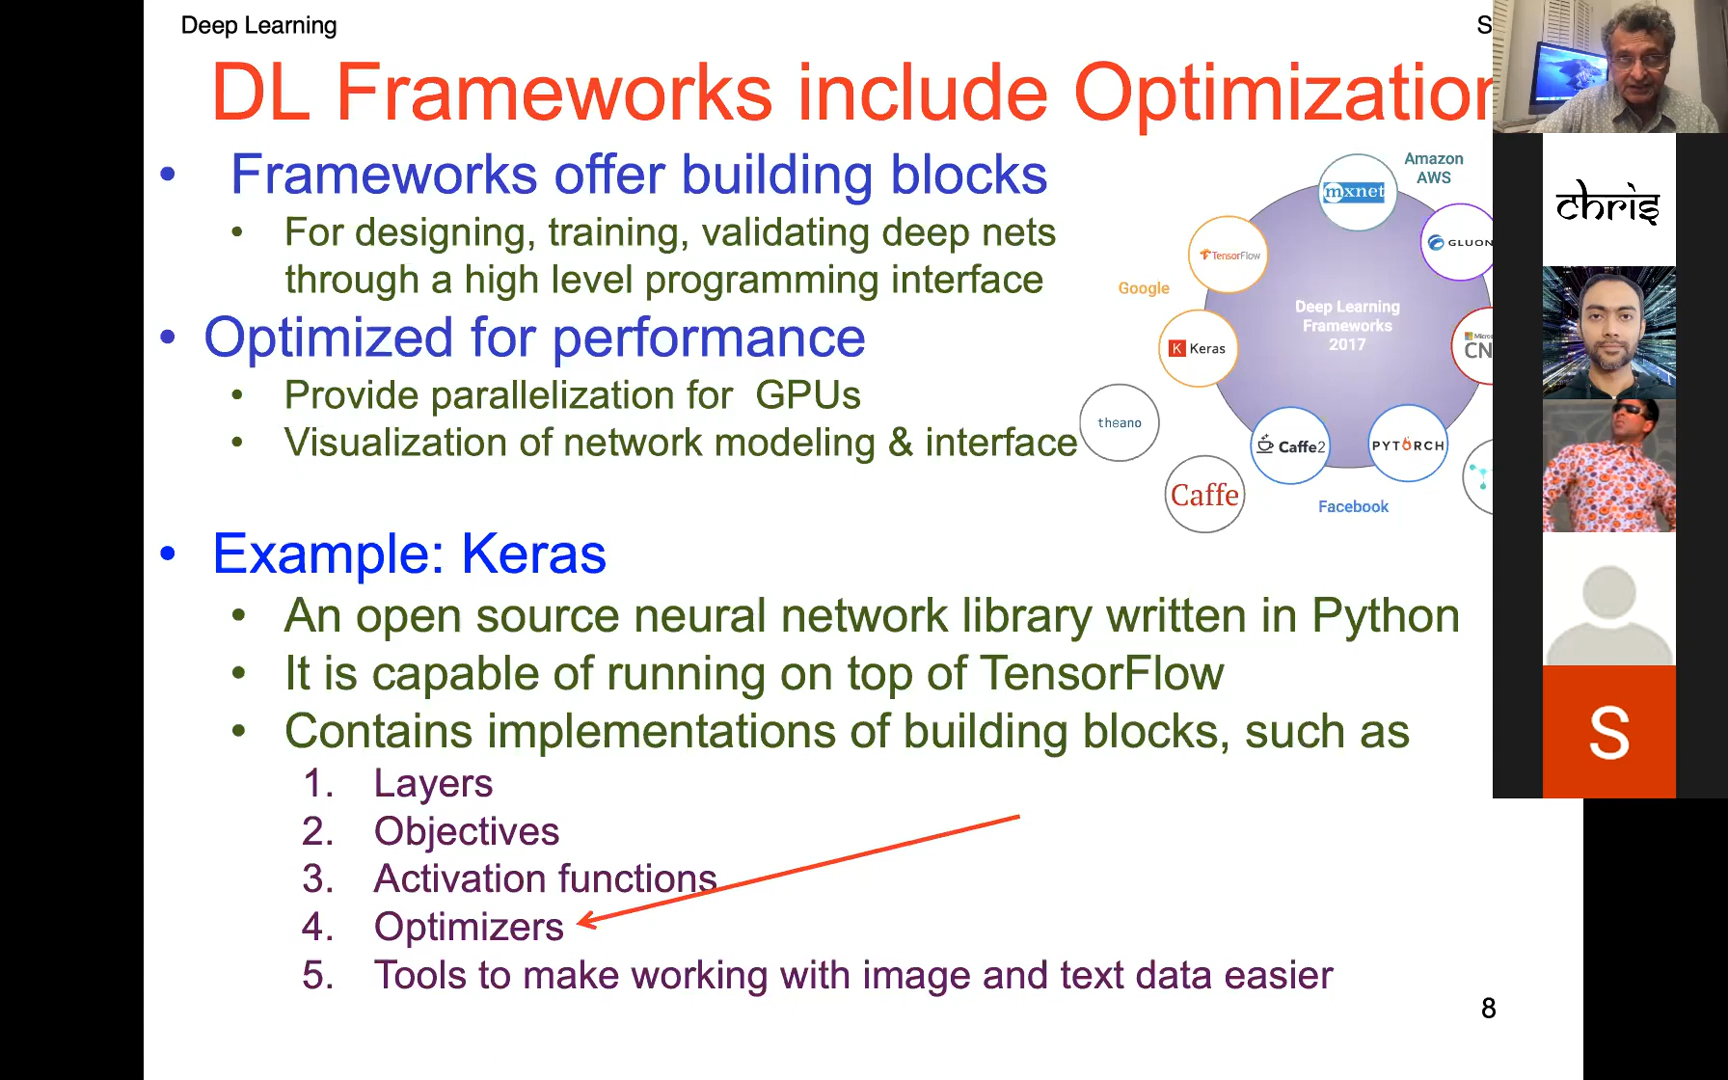 Deep Learning
S
DL Frameworks include Optimization
• Frameworks offer building blocks
• For designing, training, validating deep nets
through a high level programming interface
• Optimized for performance
• Provide parallelization for GPUs
• Visualization of network modeling & interface
Amazon
AWS
mxnet
GLUON
TensorFlow
Google
Deep Learning
Frameworks
2017
K Keras
CN
theano
Caffe2
PYTORCH
Caffe
Facebook
• Example: Keras
• An open source neural network library written in Python
• It is capable of running on top of TensorFlow
• Contains implementations of building blocks, such as
1. Layers
2. Objectives
3. Activation functions
4. Optimizers
5. Tools to make working with image and text data easier
8
chris
S